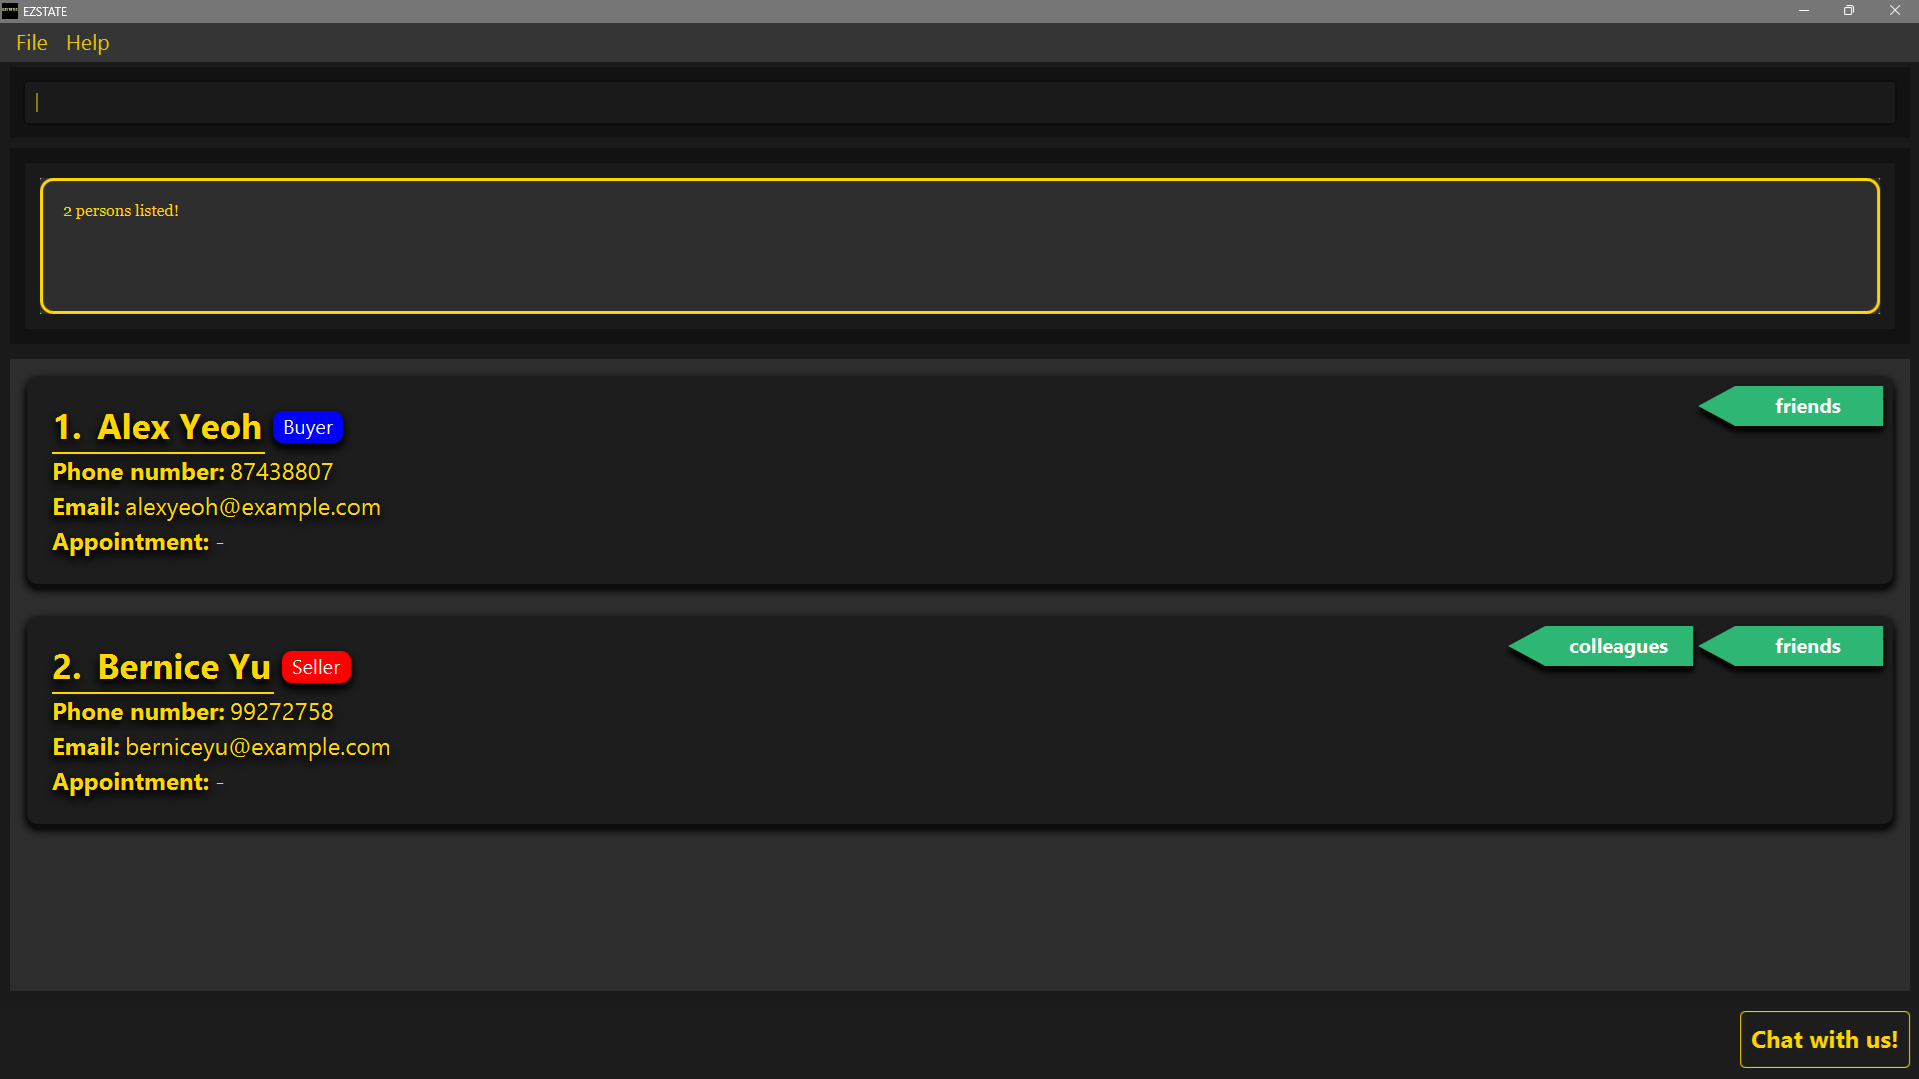 EZSTATE
File Help
2 persons listed!
1. Alex Yeoh Buyer
friends
Phone number: 87438807
Email: alexyeoh@example.com
Appointment: -
2. Bernice Yu Seller
colleagues friends
Phone number: 99272758
Email: berniceyu@example.com
Appointment: -
Chat with us!